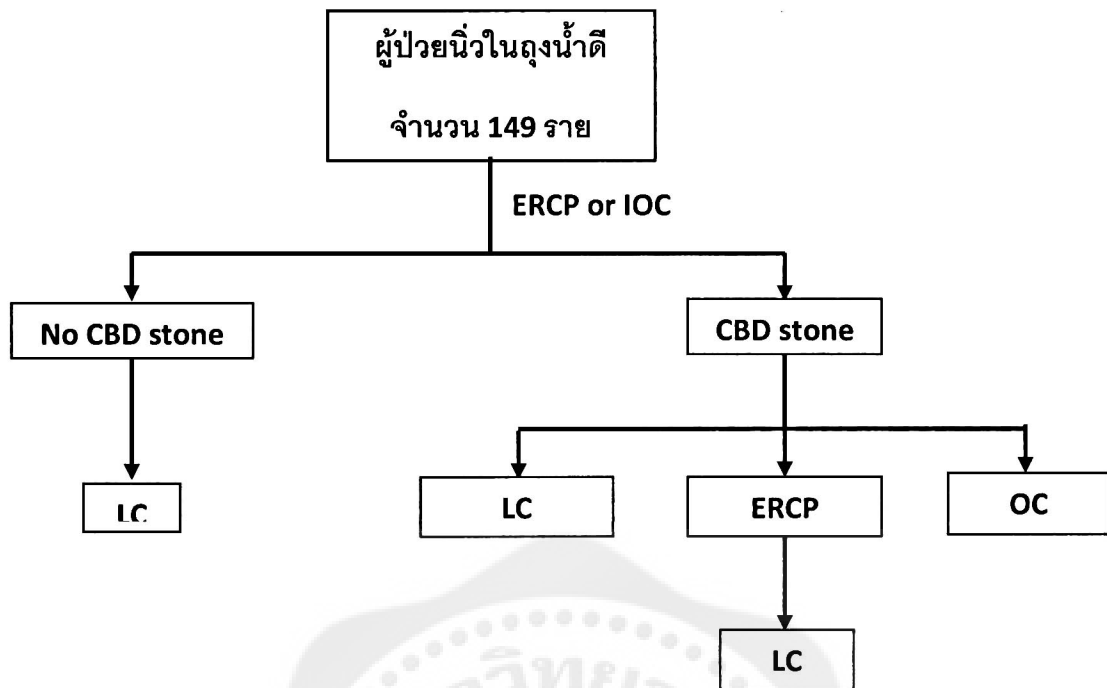 ผู้ป่วยนิ่วในถุงน้ำดี
จำนวน 149 ราย
ERCP or IOC
No CBD stone
CBD stone
LC
LC
ERCP
OC
LC